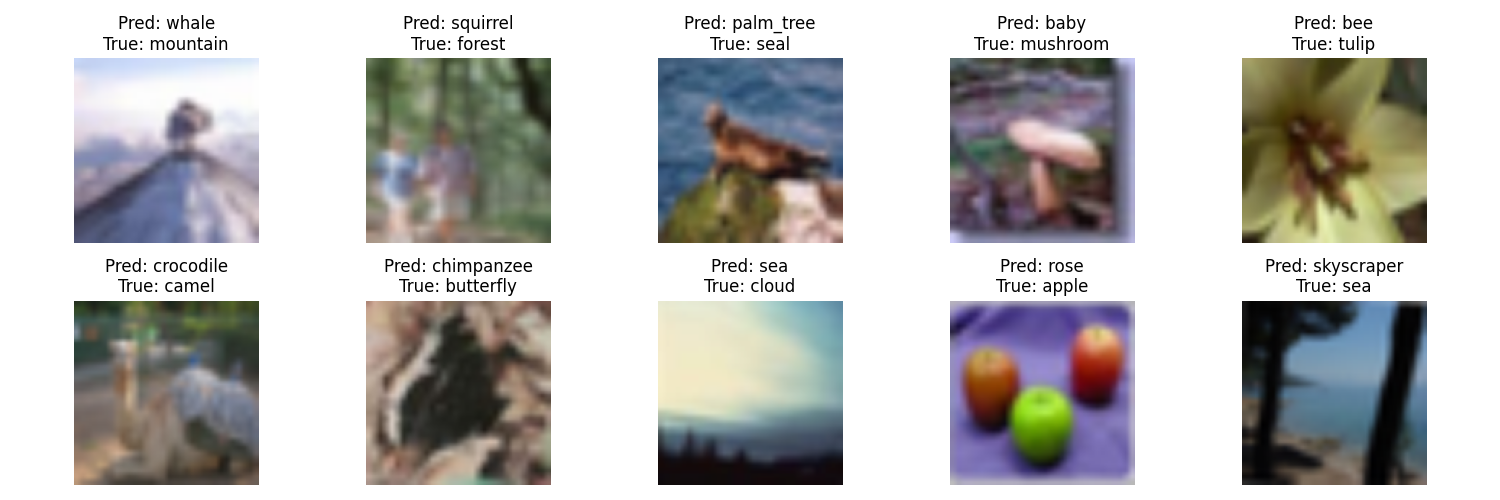 Pred: whale
True: mountain
Pred: squirrel
True: forest
Pred: palm_tree
True: seal
Pred: baby
True: mushroom
Pred: bee
True: tulip
Pred: crocodile
True: camel
Pred: chimpanzee
True: butterfly
Pred: sea
True: cloud
Pred: rose
True: apple
Pred: skyscraper
True: sea